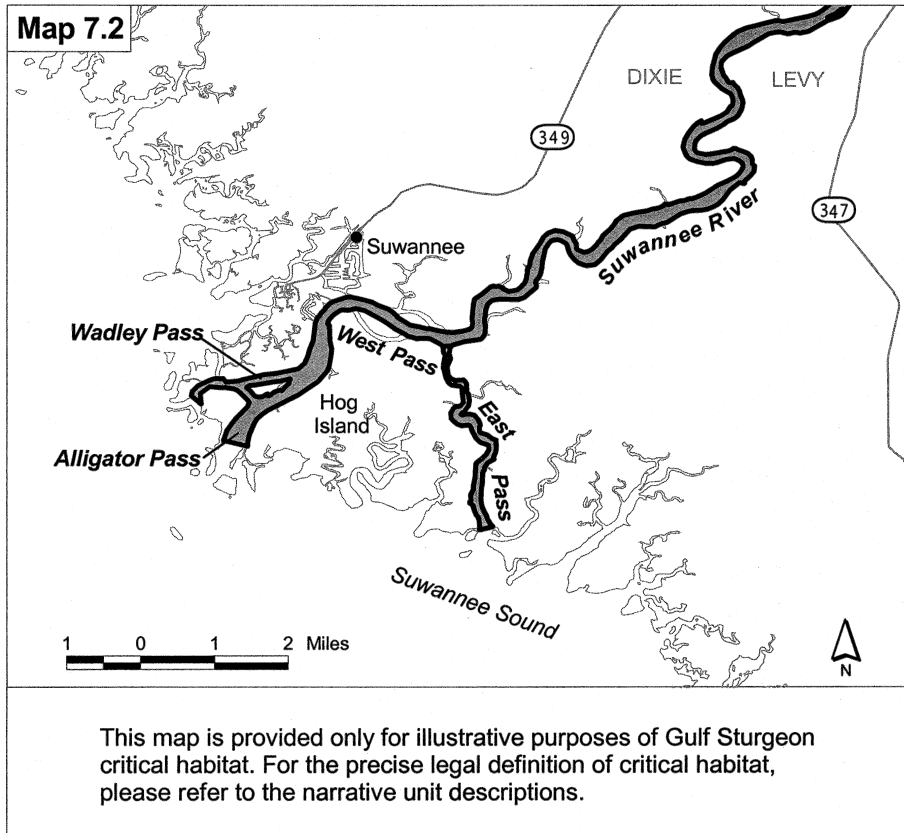 Map 7.2
DIXIE
LEVY
349
347
Suwannee
Suwannee River
Wadley Pass
West Pass
Hog
Island
East
Pass
Alligator Pass
Suwannee Sound
1 0 1 2 Miles
N
This map is provided only for illustrative purposes of Gulf Sturgeon
critical habitat. For the precise legal definition of critical habitat,
please refer to the narrative unit descriptions.